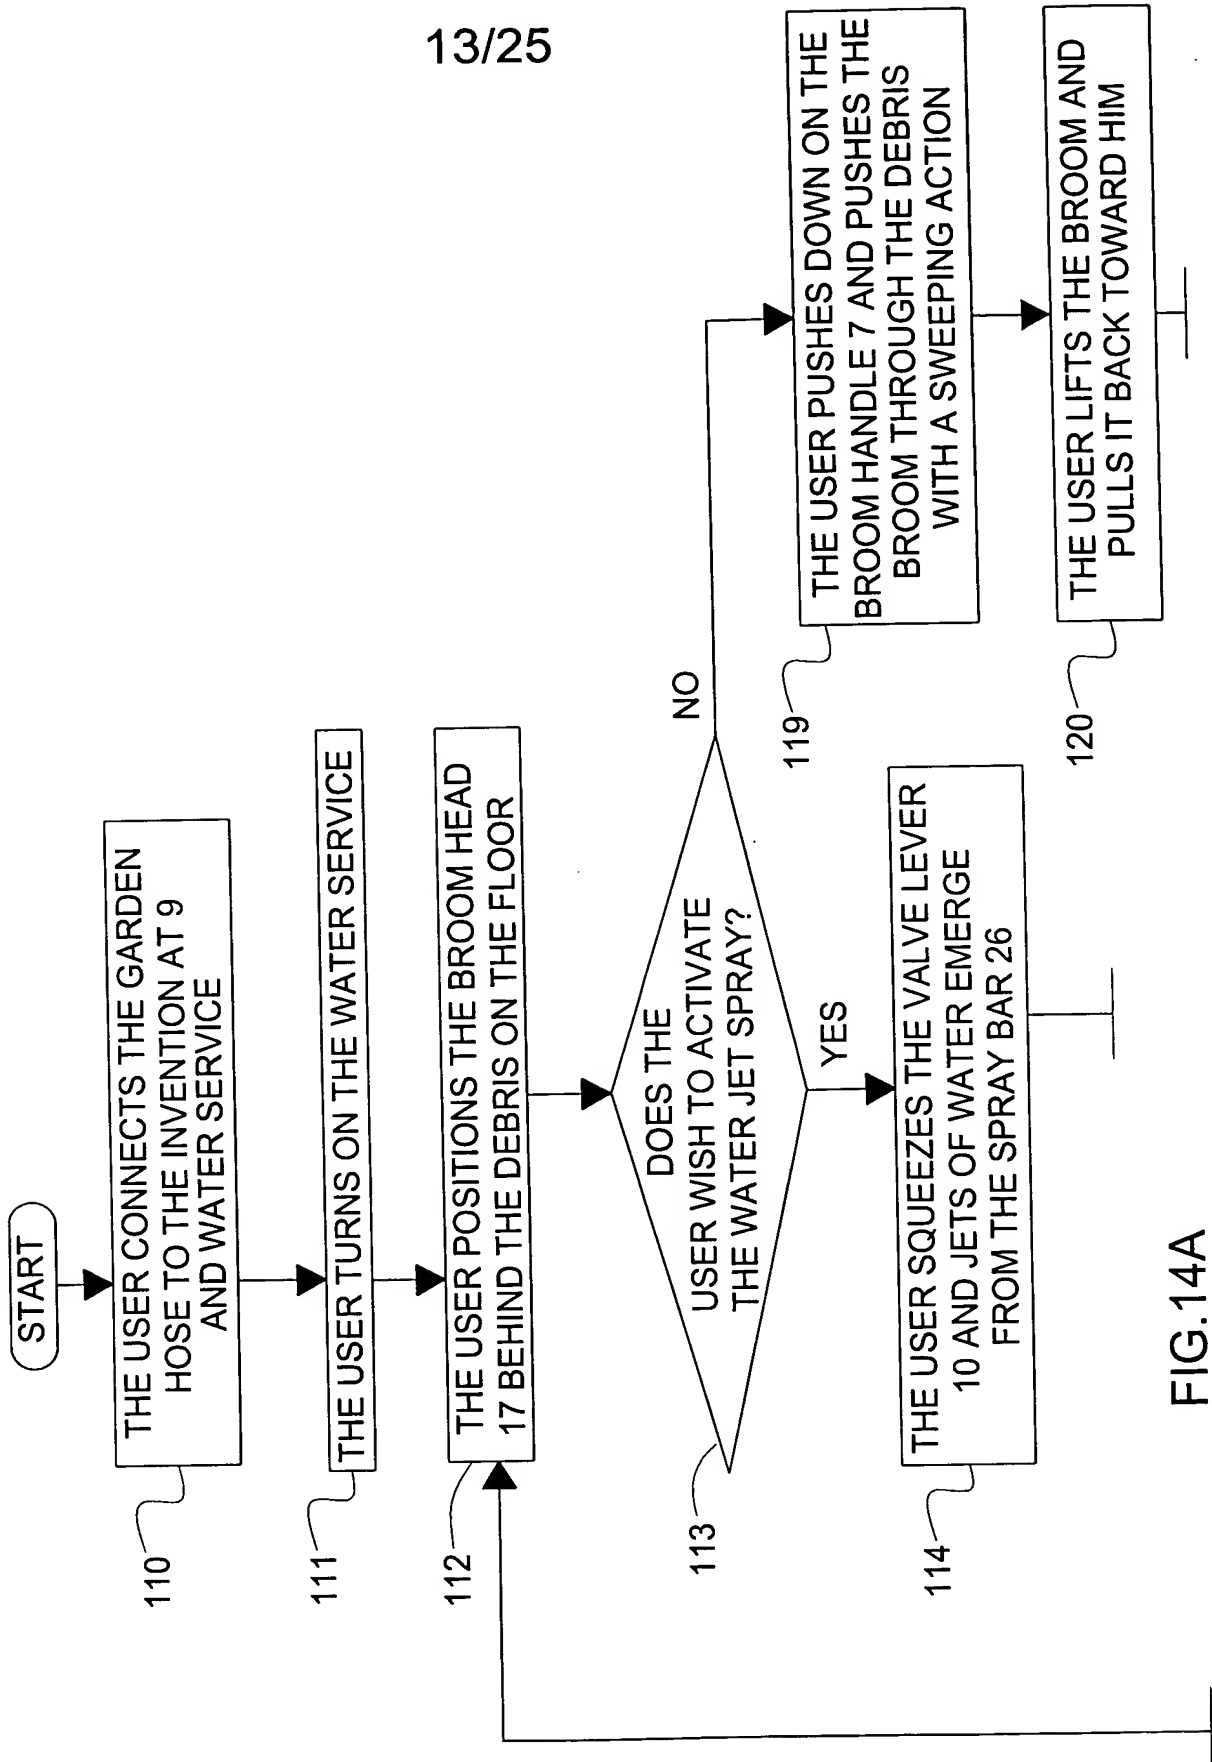 13/25
START
THE USER CONNECTS THE GARDEN
HOSE TO THE INVENTION AT 9
AND WATER SERVICE
110
THE USER TURNS ON THE WATER SERVICE
111
THE USER POSITIONS THE BROOM HEAD
17 BEHIND THE DEBRIS ON THE FLOOR
112
DOES THE
USER WISH TO ACTIVATE
THE WATER JET SPRAY?
113
NO
YES
THE USER SQUEEZES THE VALVE LEVER
10 AND JETS OF WATER EMERGE
FROM THE SPRAY BAR 26
114
THE USER PUSHES DOWN ON THE
BROOM HANDLE 7 AND PUSHES THE
BROOM THROUGH THE DEBRIS
WITH A SWEEPING ACTION
119
THE USER LIFTS THE BROOM AND
PULLS IT BACK TOWARD HIM
120
FIG.14A